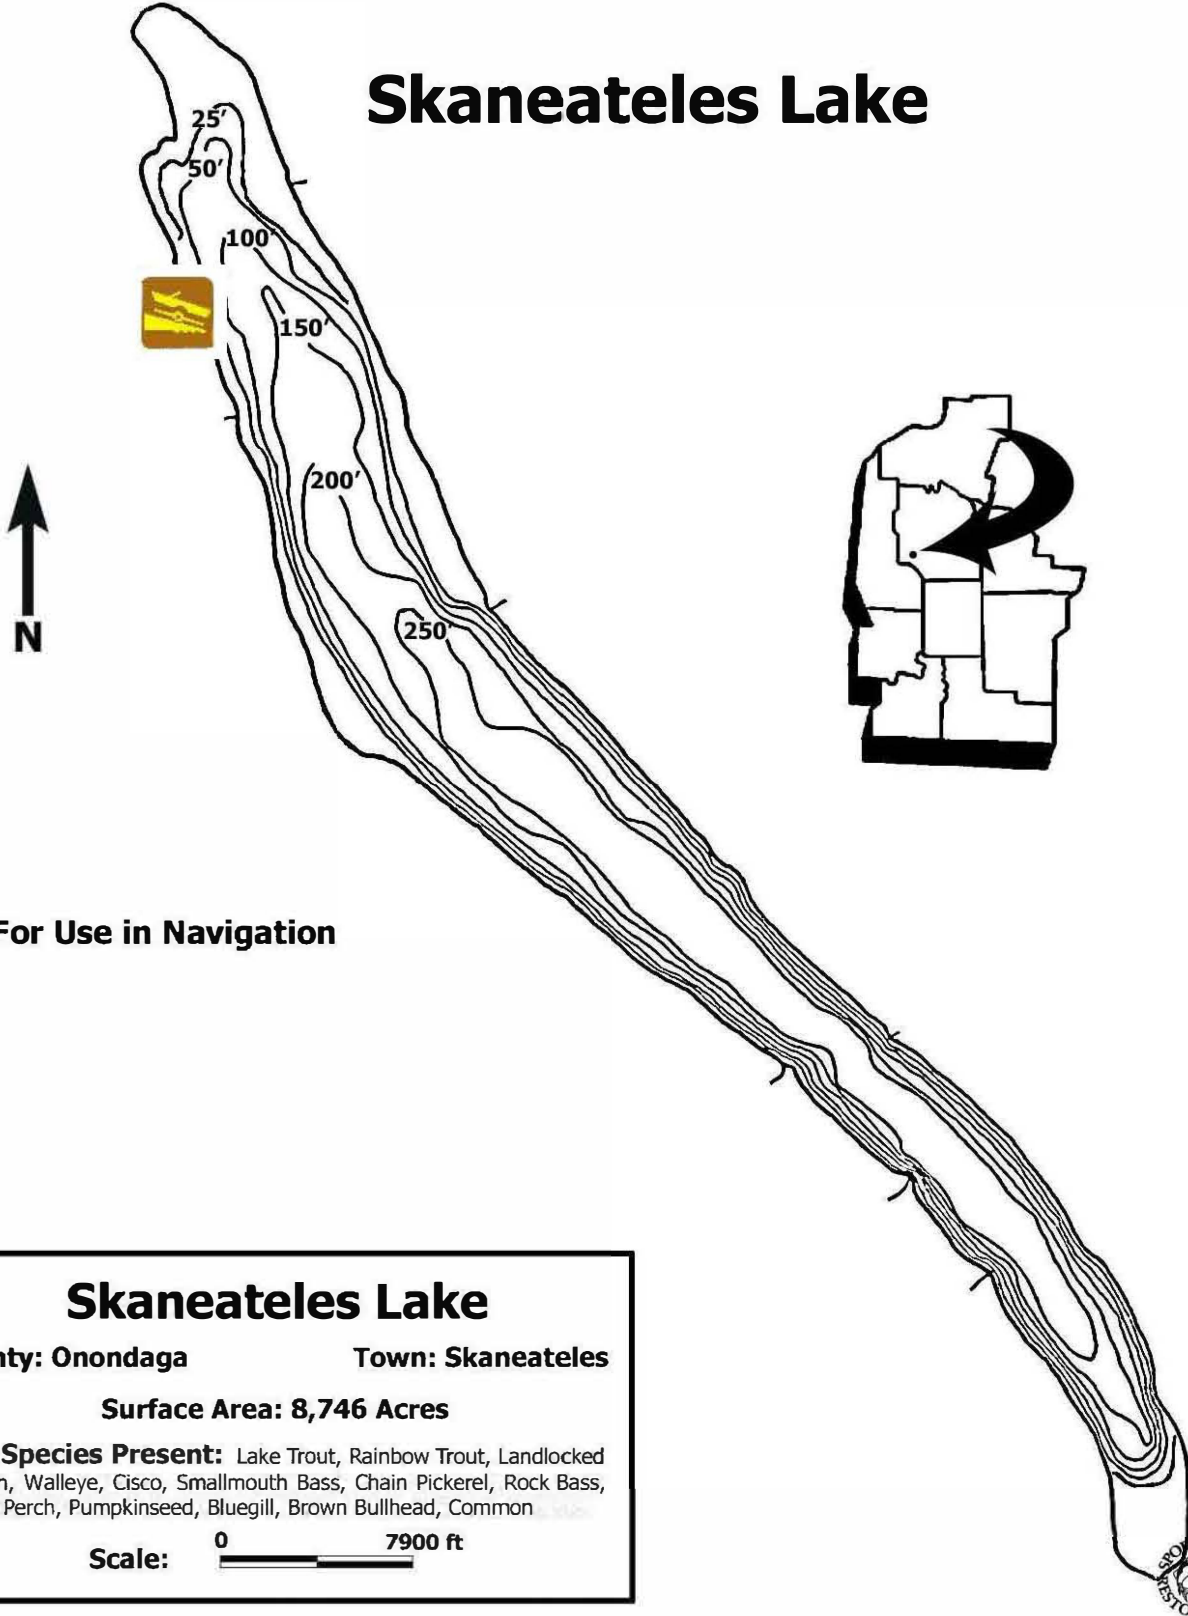 Skaneateles Lake
25'
50'
100'
150'
200'
250'
N
For Use in Navigation
Skaneateles Lake
nty: Onondaga Town: Skaneateles
Surface Area: 8,746 Acres
Species Present: Lake Trout, Rainbow Trout, Landlocked
n, Walleye, Cisco, Smallmouth Bass, Chain Pickerel, Rock Bass,
Perch, Pumpkinseed, Bluegill, Brown Bullhead, Common
0 7900 ft
Scale:
SPO
RESTO